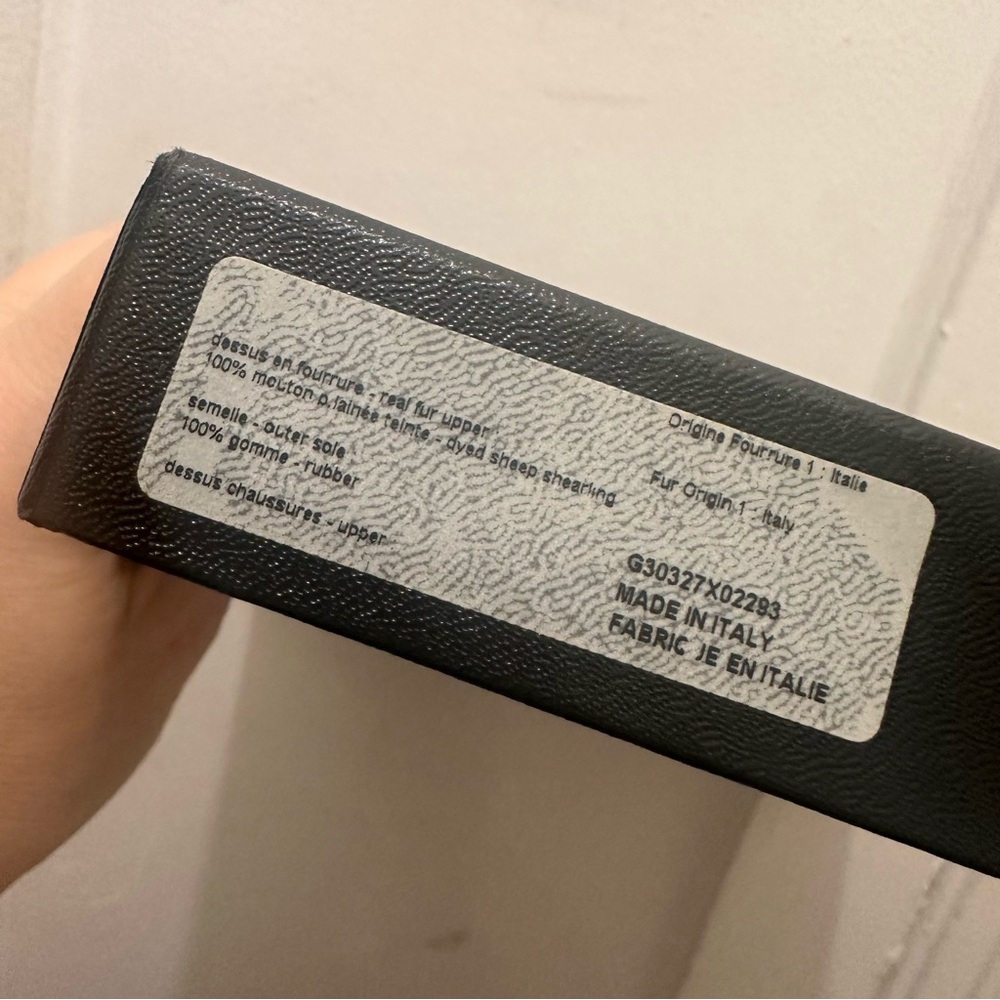 dessus en fourrure - real fur upper
100% mouton p.lainée teinte - dyed sheep shearling
semelle - outer sole
100% gomme - rubber
dessus chaussures - upper
Origine Fourrure 1 : Italie
Fur Origin 1 : Italy
G30327X02293
MADE IN ITALY
FABRIC JE EN ITALIE